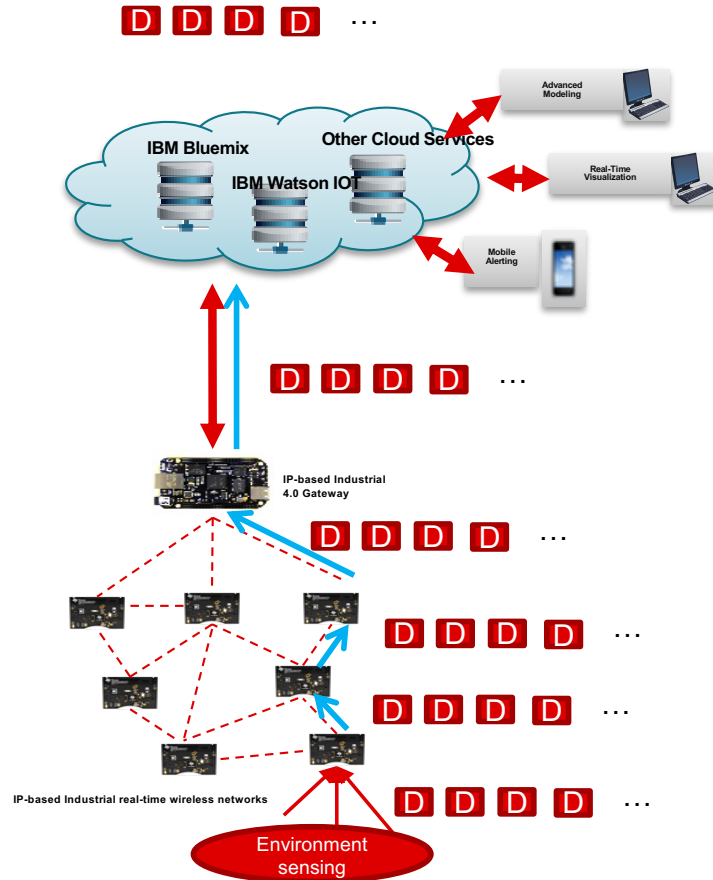 D D D D ...
Advanced
Modeling
IBM Bluemix
Other Cloud Services
IBM Watson IOT
Real-Time
Visualization
Mobile
Alerting
D D D D ...
IP-based Industrial
4.0 Gateway
D D D D ...
D D D D ...
D D D D ...
IP-based Industrial real-time wireless networks
D D D D ...
Environment
sensing